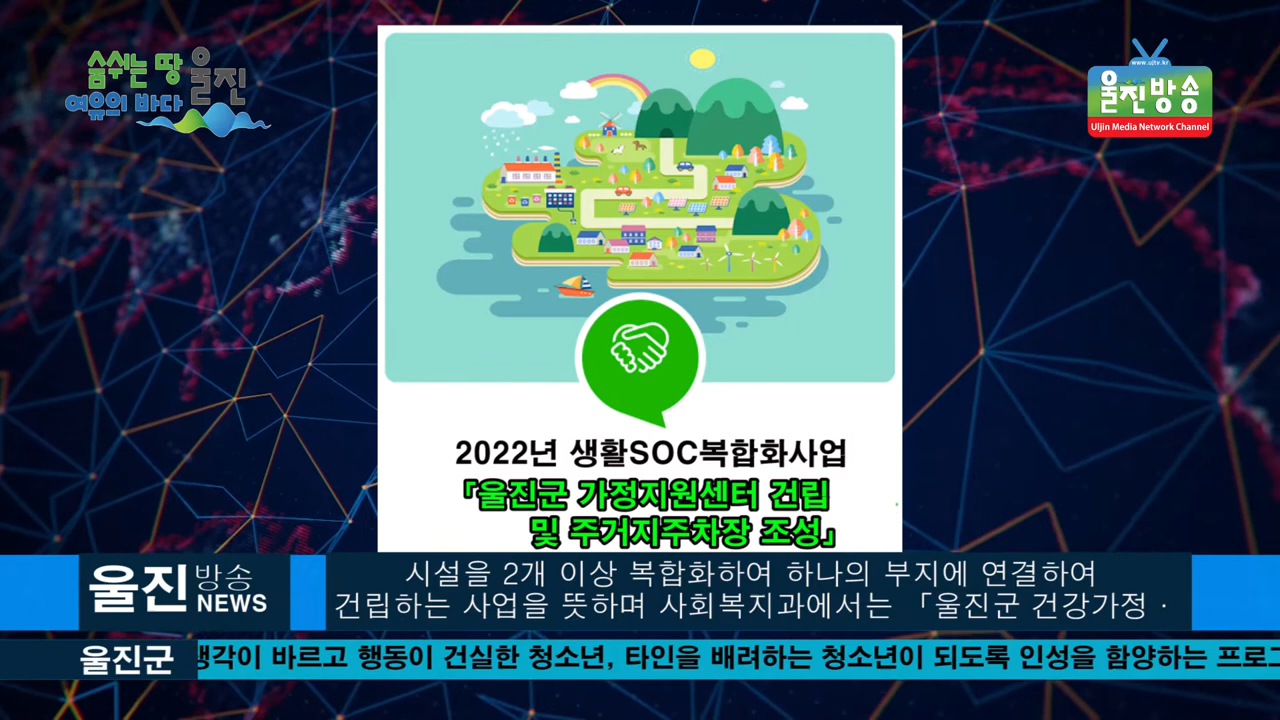 숨쉬는 땅 울진
여유의 바다
www.ujtv.kr
울진방송
Uljin Media Network Channel
2022년 생활SOC복합화사업
「울진군 가정지원센터 건립
및 주거지주차장 조성」
울진방송 NEWS
시설을 2개 이상 복합화하여 하나의 부지에 연결하여
건립하는 사업을 뜻하며 사회복지과에서는 「울진군 건강가정 ·
울진군
생각이 바르고 행동이 건실한 청소년, 타인을 배려하는 청소년이 되도록 인성을 함양하는 프로그